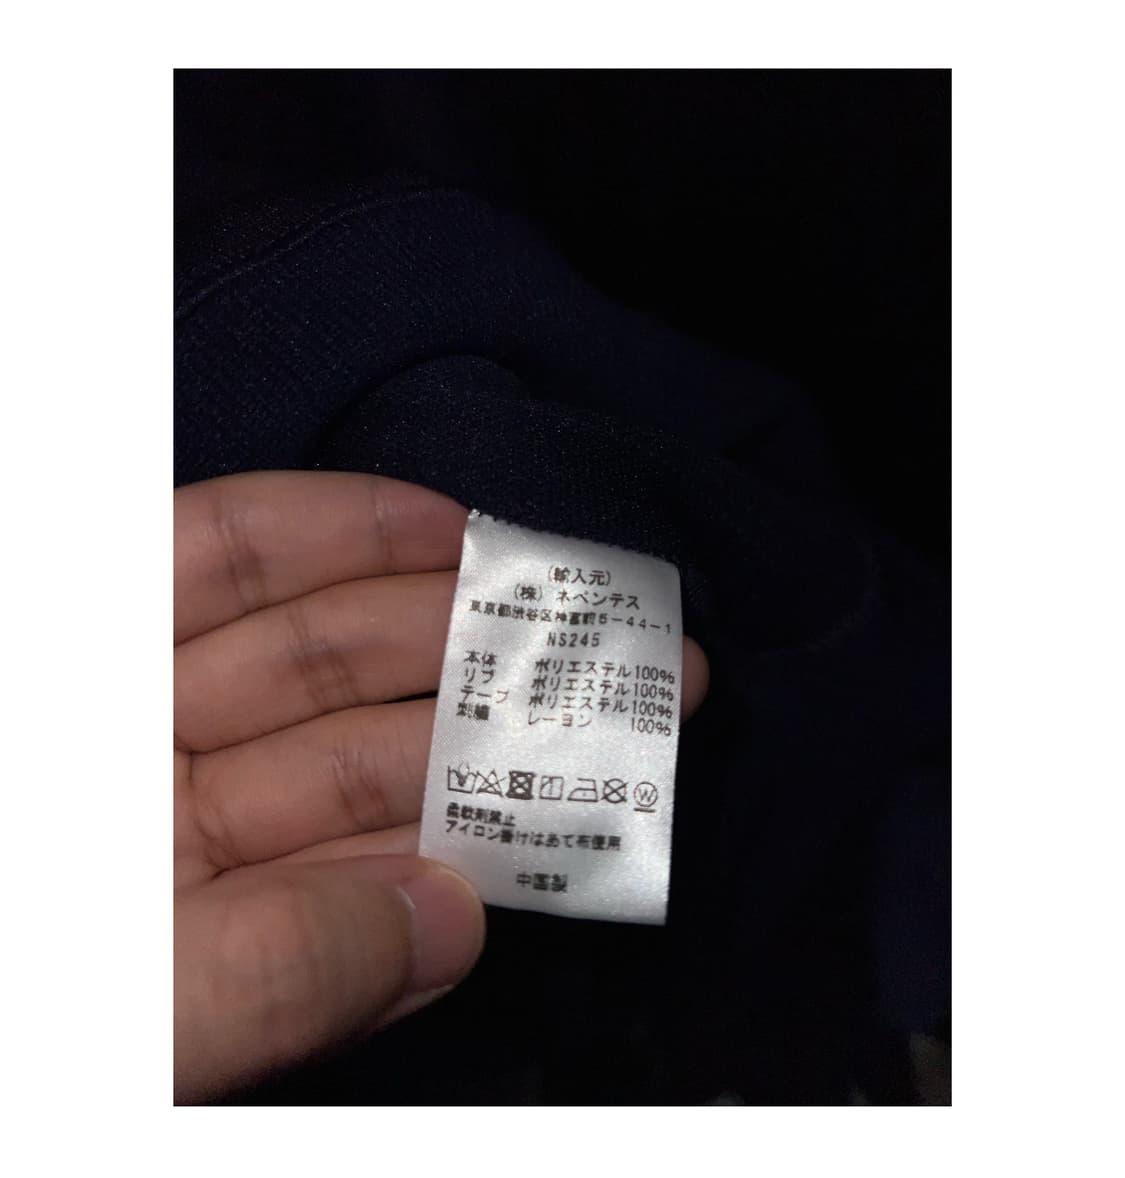 (輸入元)
(株) ネペンテス
東京都渋谷区神宮前5-44-1
NS245
本体 ポリエステル100%
リブ ポリエステル100%
テープ ポリエステル100%
刺繍 レーヨン 100%
W
柔軟剤禁止
アイロン掛けはあて布使用
中国製